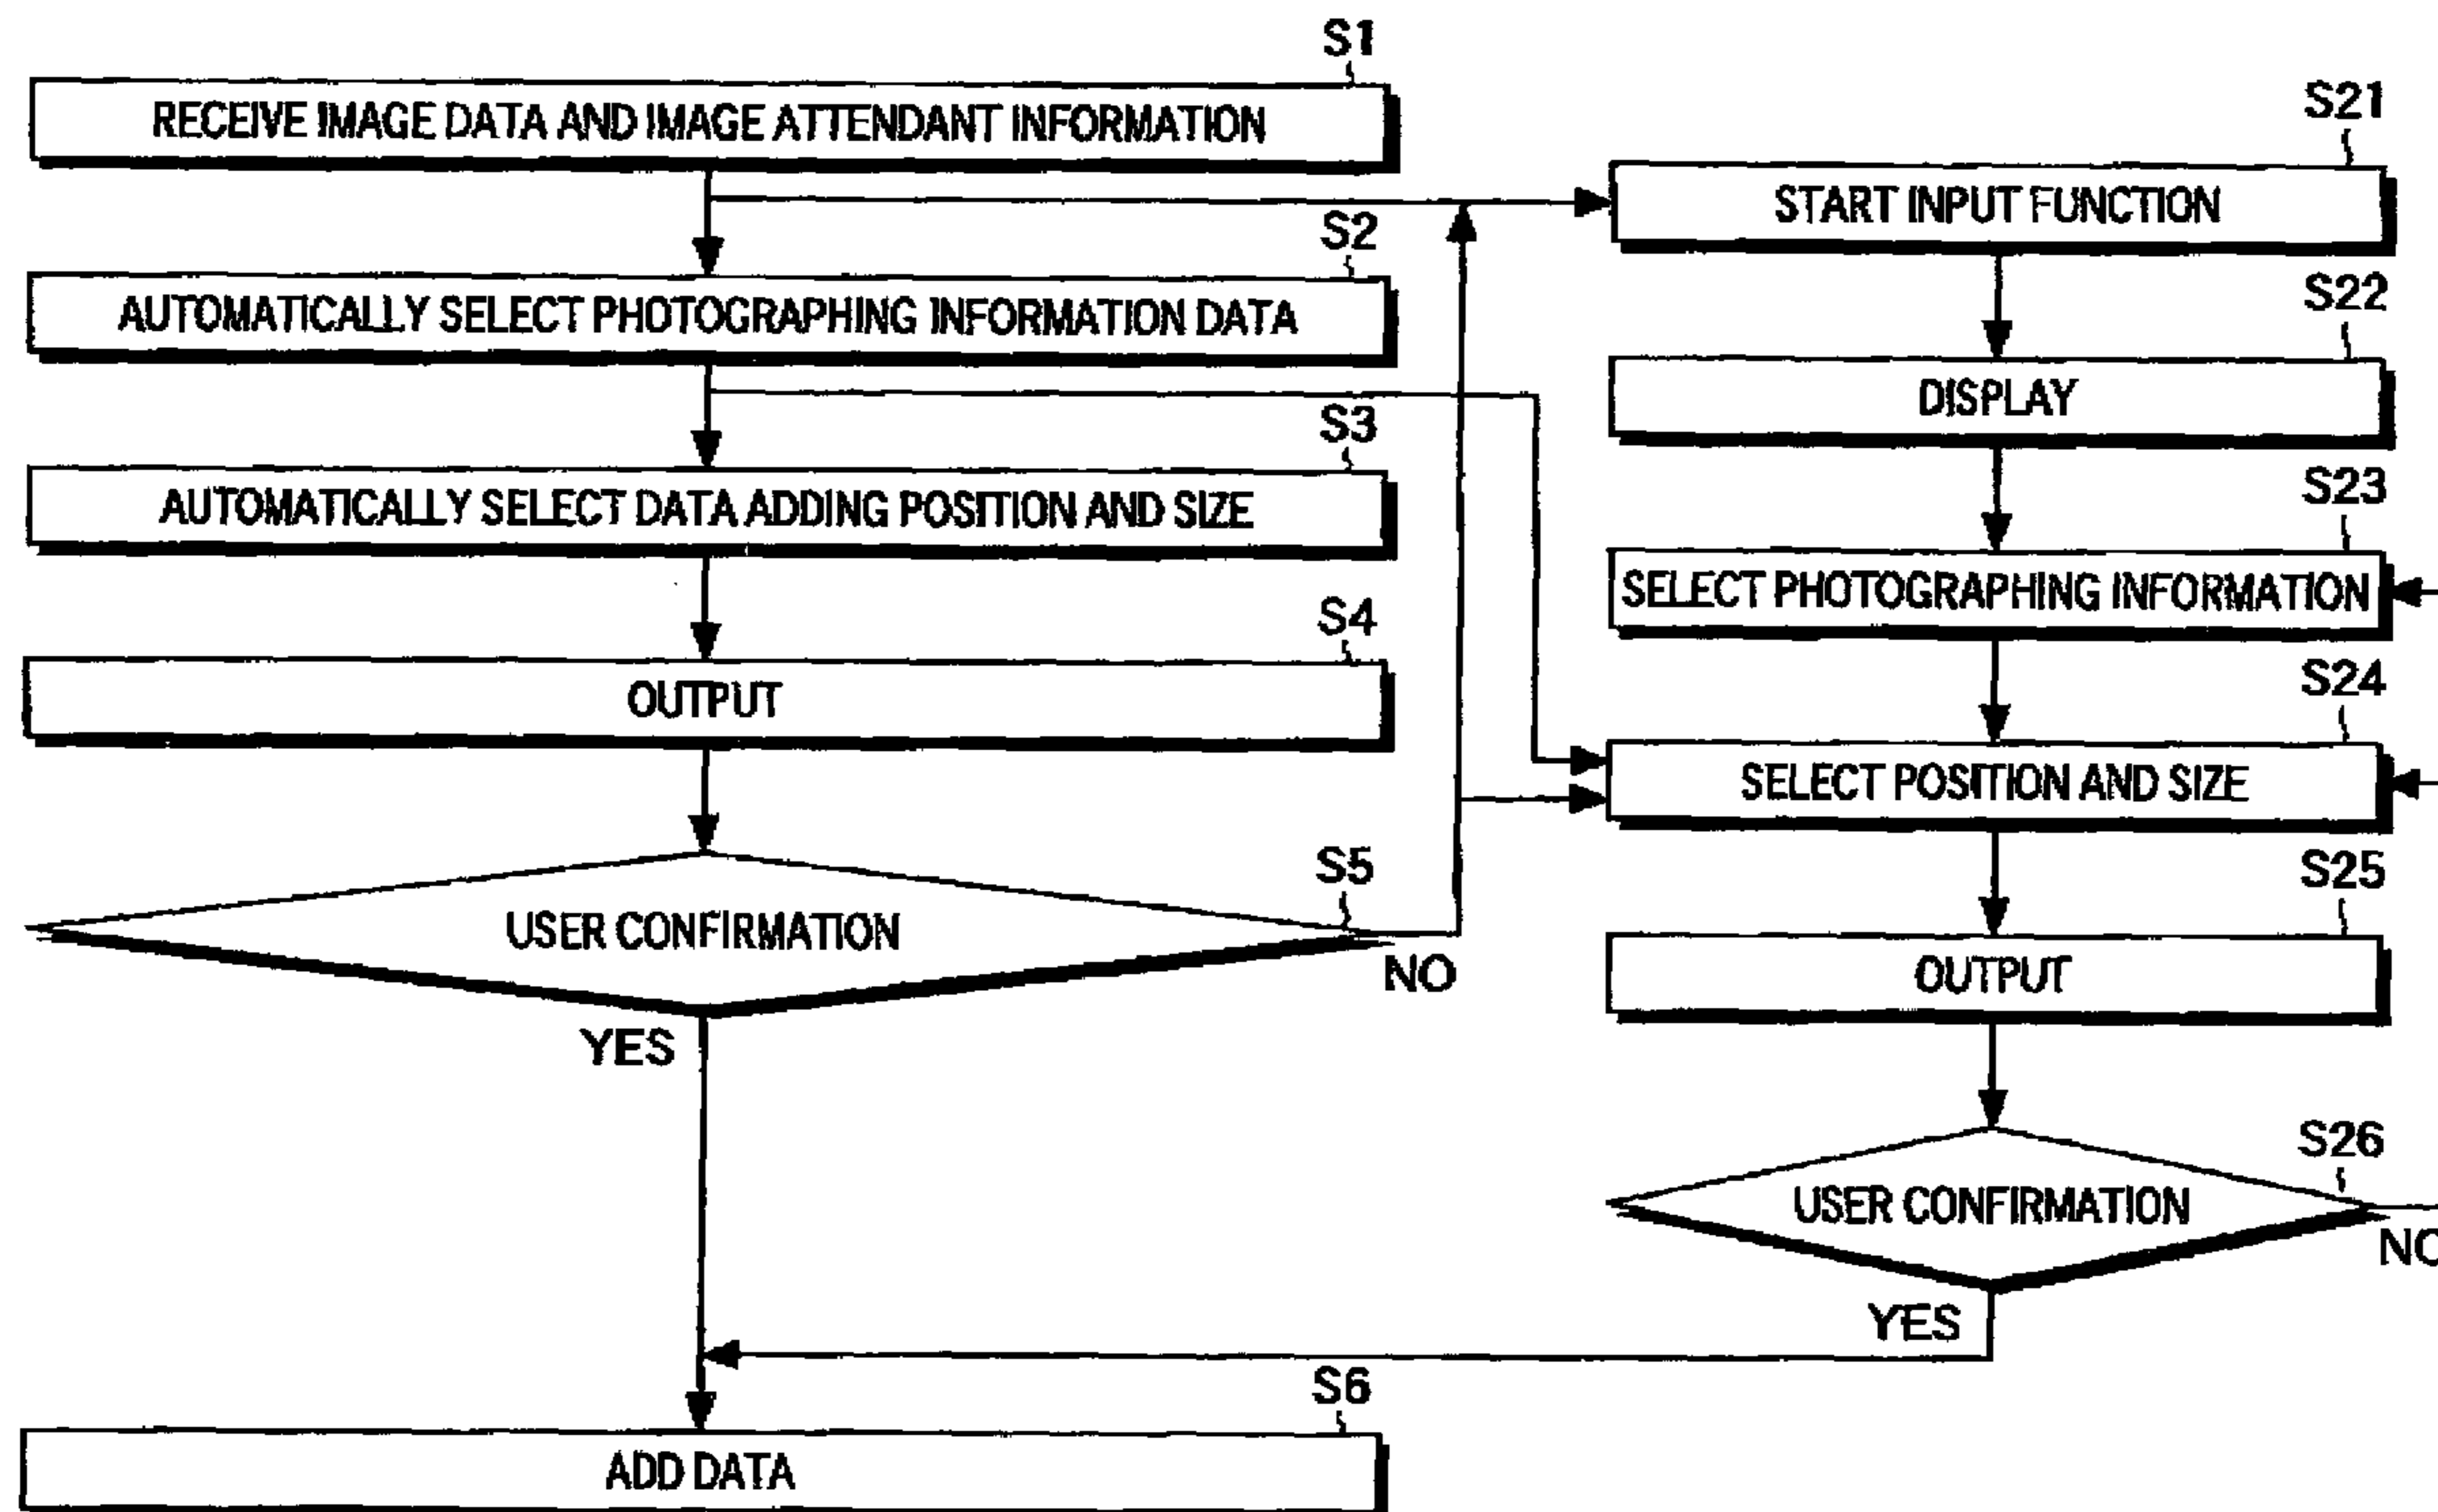 S1
RECEIVE IMAGE DATA AND IMAGE ATTENDANT INFORMATION
S2
AUTOMATICALLY SELECT PHOTOGRAPHING INFORMATION DATA
S3
AUTOMATICALLY SELECT DATA ADDING POSITION AND SIZE
S4
OUTPUT
S5
USER CONFIRMATION
NO
YES
S6
ADD DATA
S21
START INPUT FUNCTION
S22
DISPLAY
S23
SELECT PHOTOGRAPHING INFORMATION
S24
SELECT POSITION AND SIZE
S25
OUTPUT
S26
USER CONFIRMATION
NO
YES